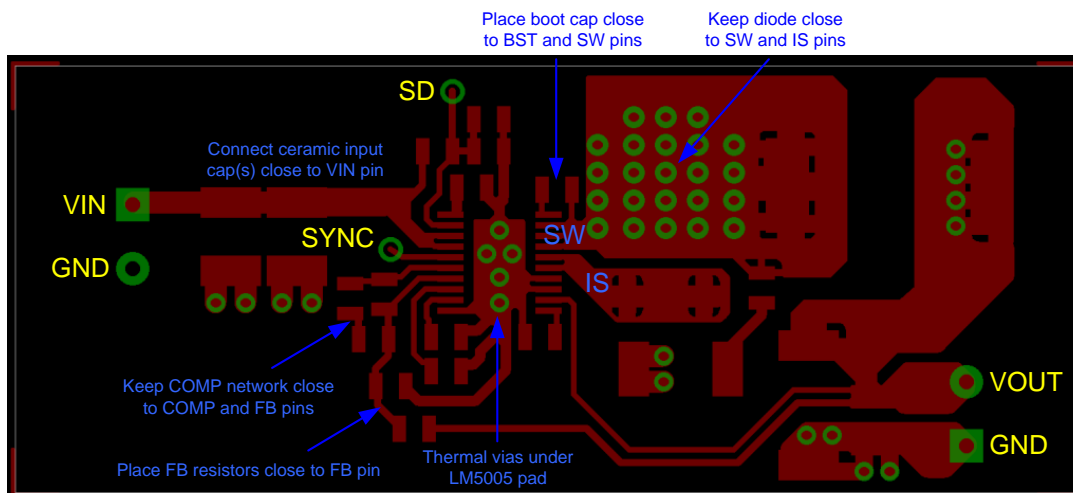 Place boot cap close
to BST and SW pins
Keep diode close
to SW and IS pins
SD
Connect ceramic input
cap(s) close to VIN pin
VIN
SYNC
SW
GND
IS
Keep COMP network close
to COMP and FB pins
VOUT
Place FB resistors close to FB pin
Thermal vias under
LM5005 pad
GND